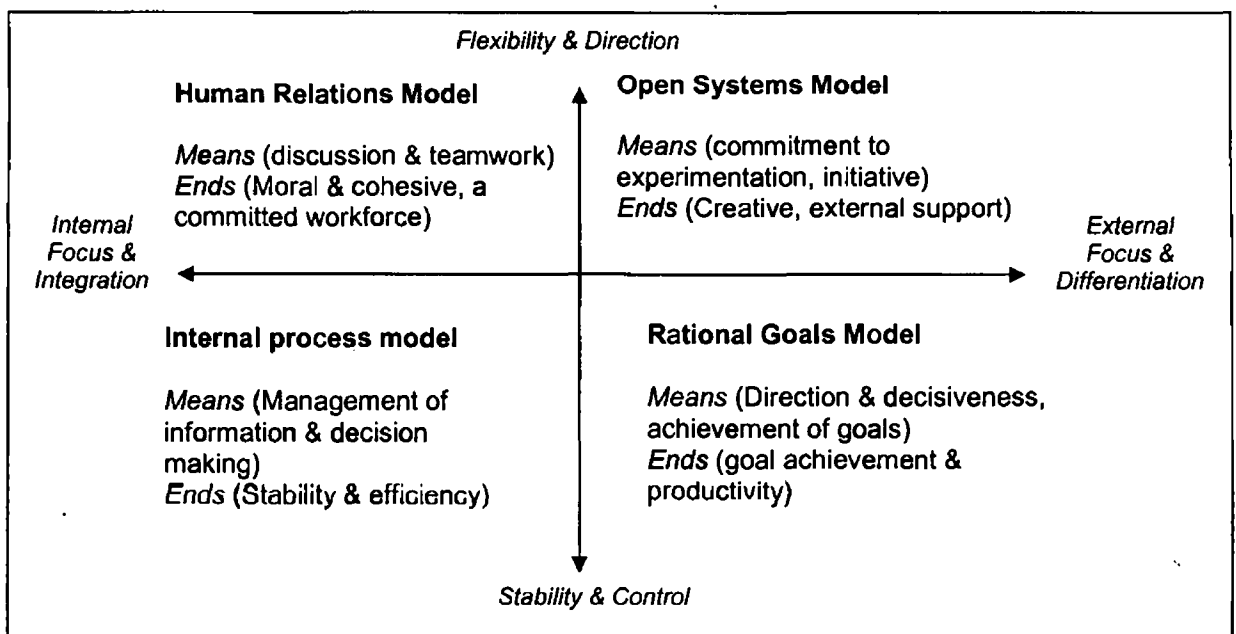 Flexibility & Direction
Human Relations Model
Means (discussion & teamwork)
Ends (Moral & cohesive, a
committed workforce)
Open Systems Model
Means (commitment to
experimentation, initiative)
Ends (Creative, external support)
Internal
Focus &
Integration
External
Focus &
Differentiation
Internal process model
Means (Management of
information & decision
making)
Ends (Stability & efficiency)
Rational Goals Model
Means (Direction & decisiveness,
achievement of goals)
Ends (goal achievement &
productivity)
Stability & Control